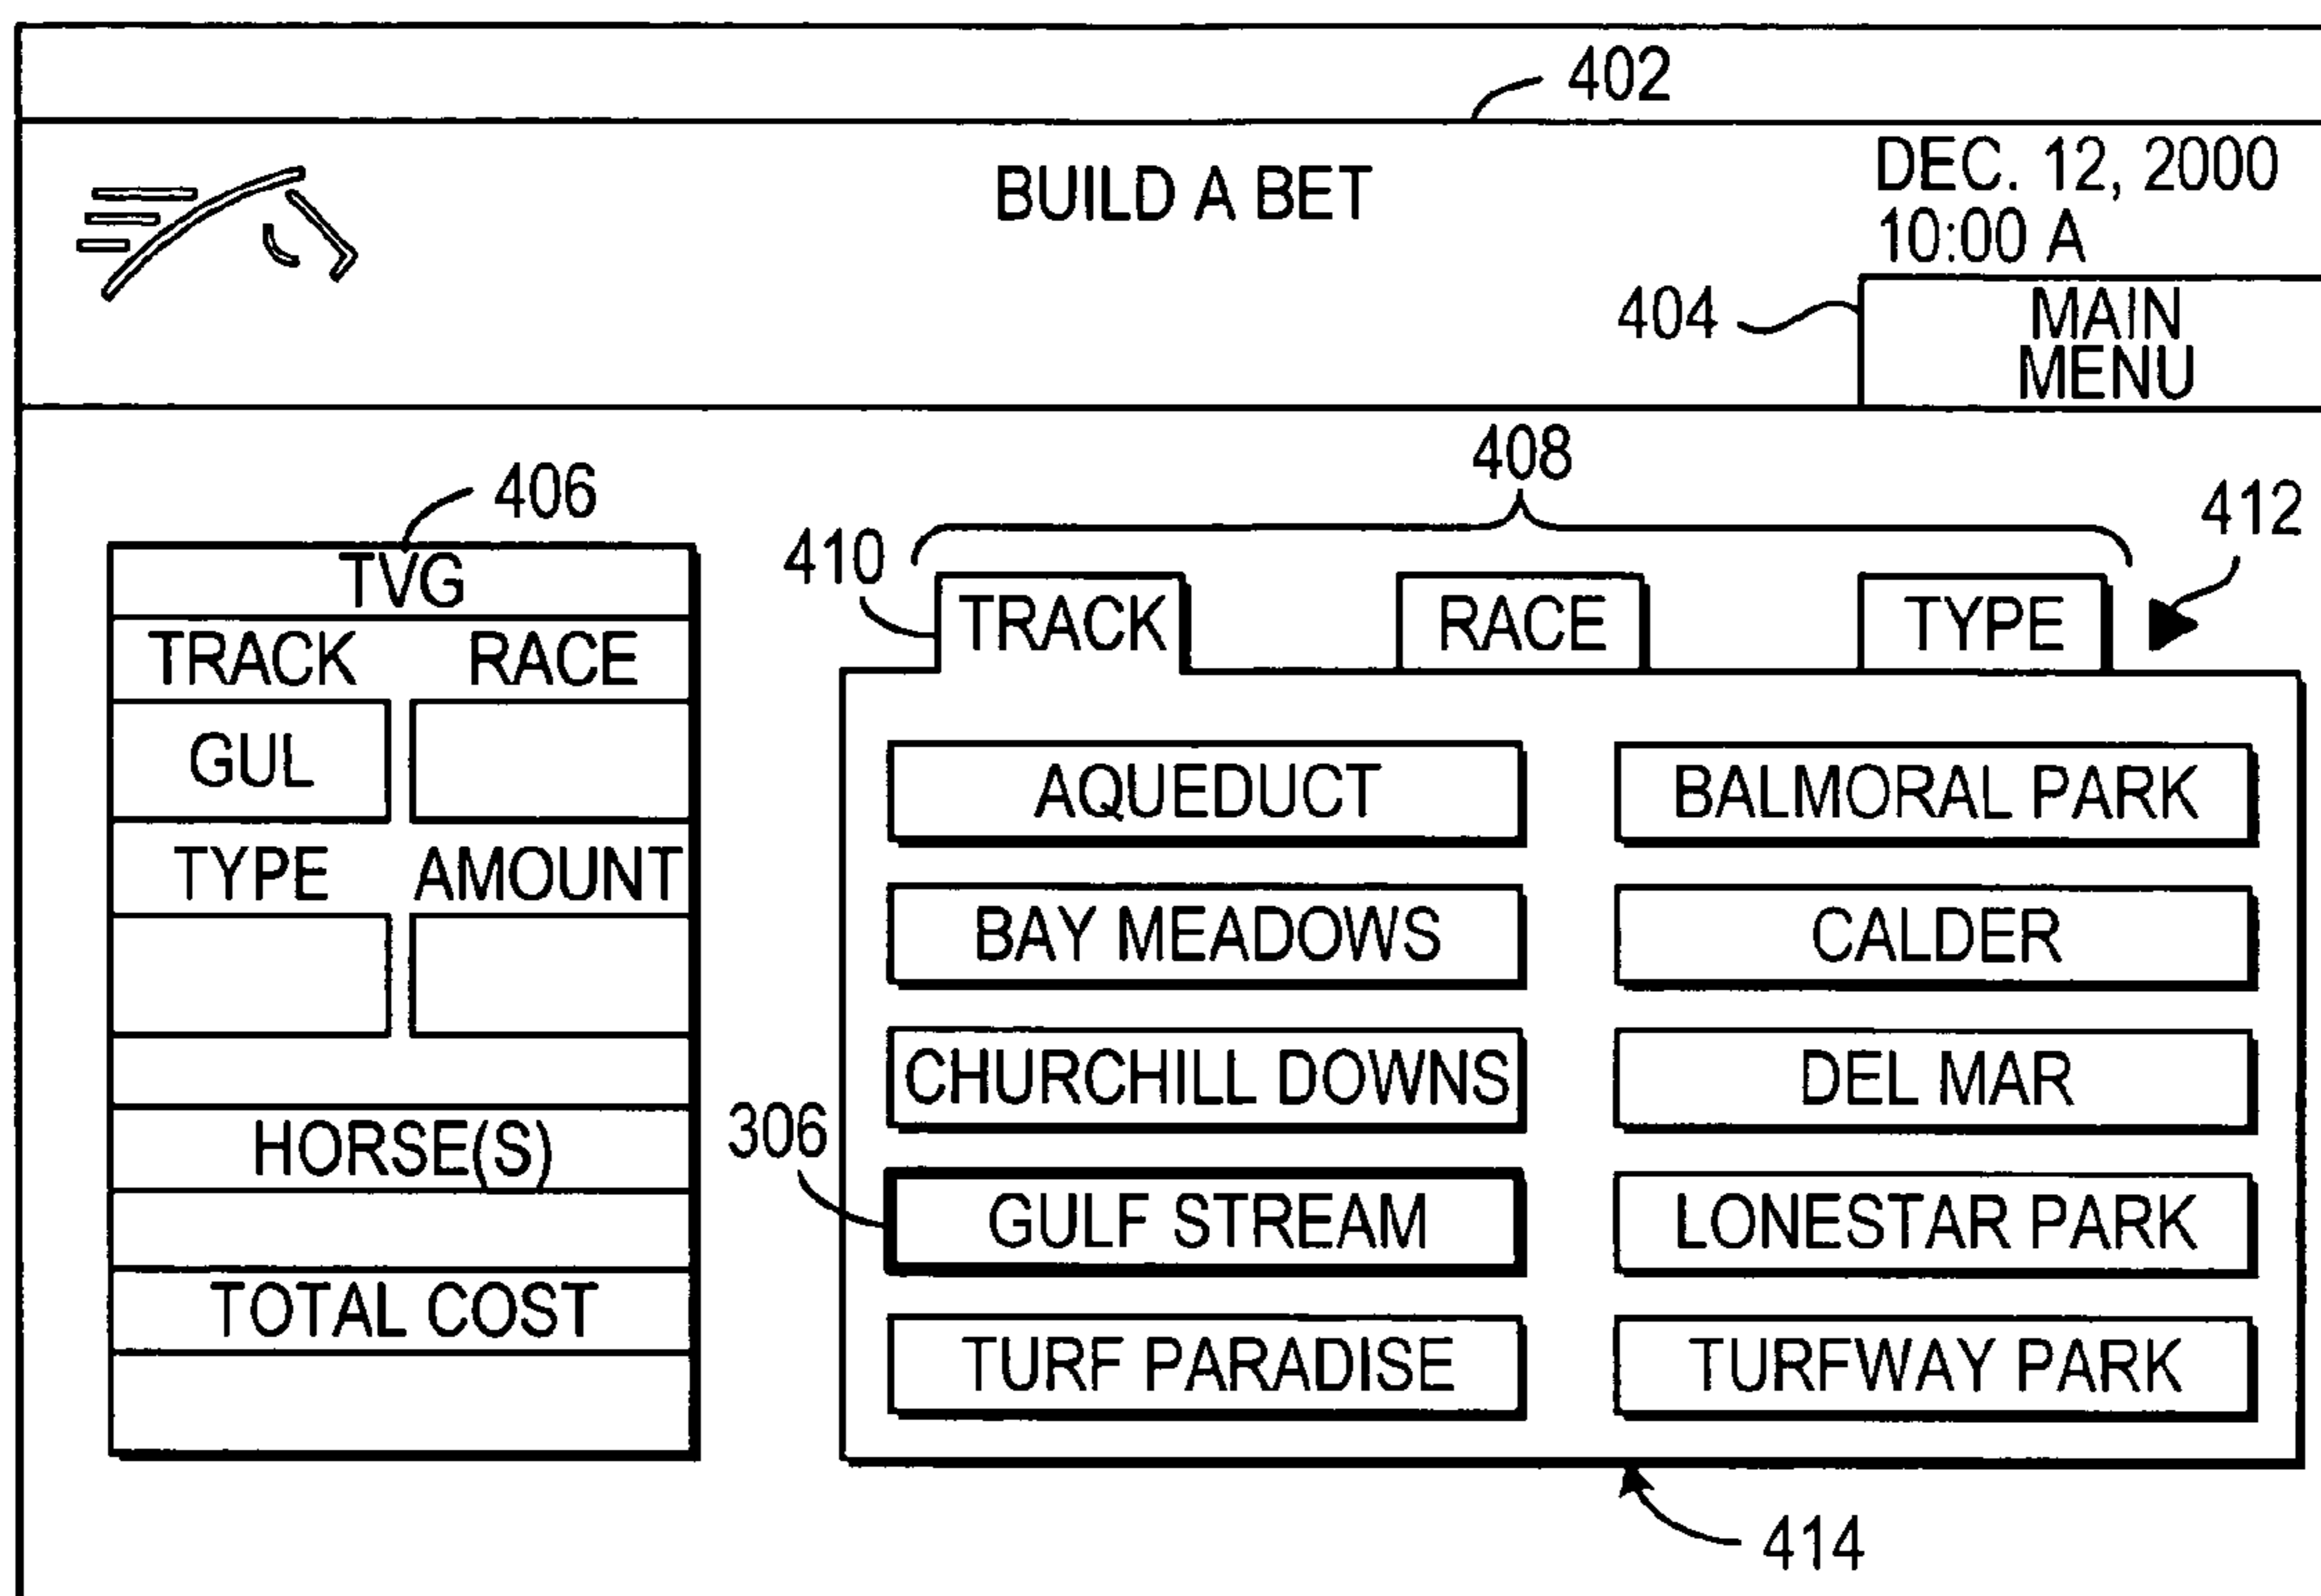 402
BUILD A BET
DEC. 12, 2000
10:00 A
404
MAIN
MENU
406
TVG
TRACK RACE
GUL
TYPE AMOUNT
HORSE(S)
TOTAL COST
408
410
412
TRACK RACE TYPE
AQUEDUCT BALMORAL PARK
BAY MEADOWS CALDER
CHURCHILL DOWNS DEL MAR
306
GULF STREAM LONESTAR PARK
TURF PARADISE TURFWAY PARK
414